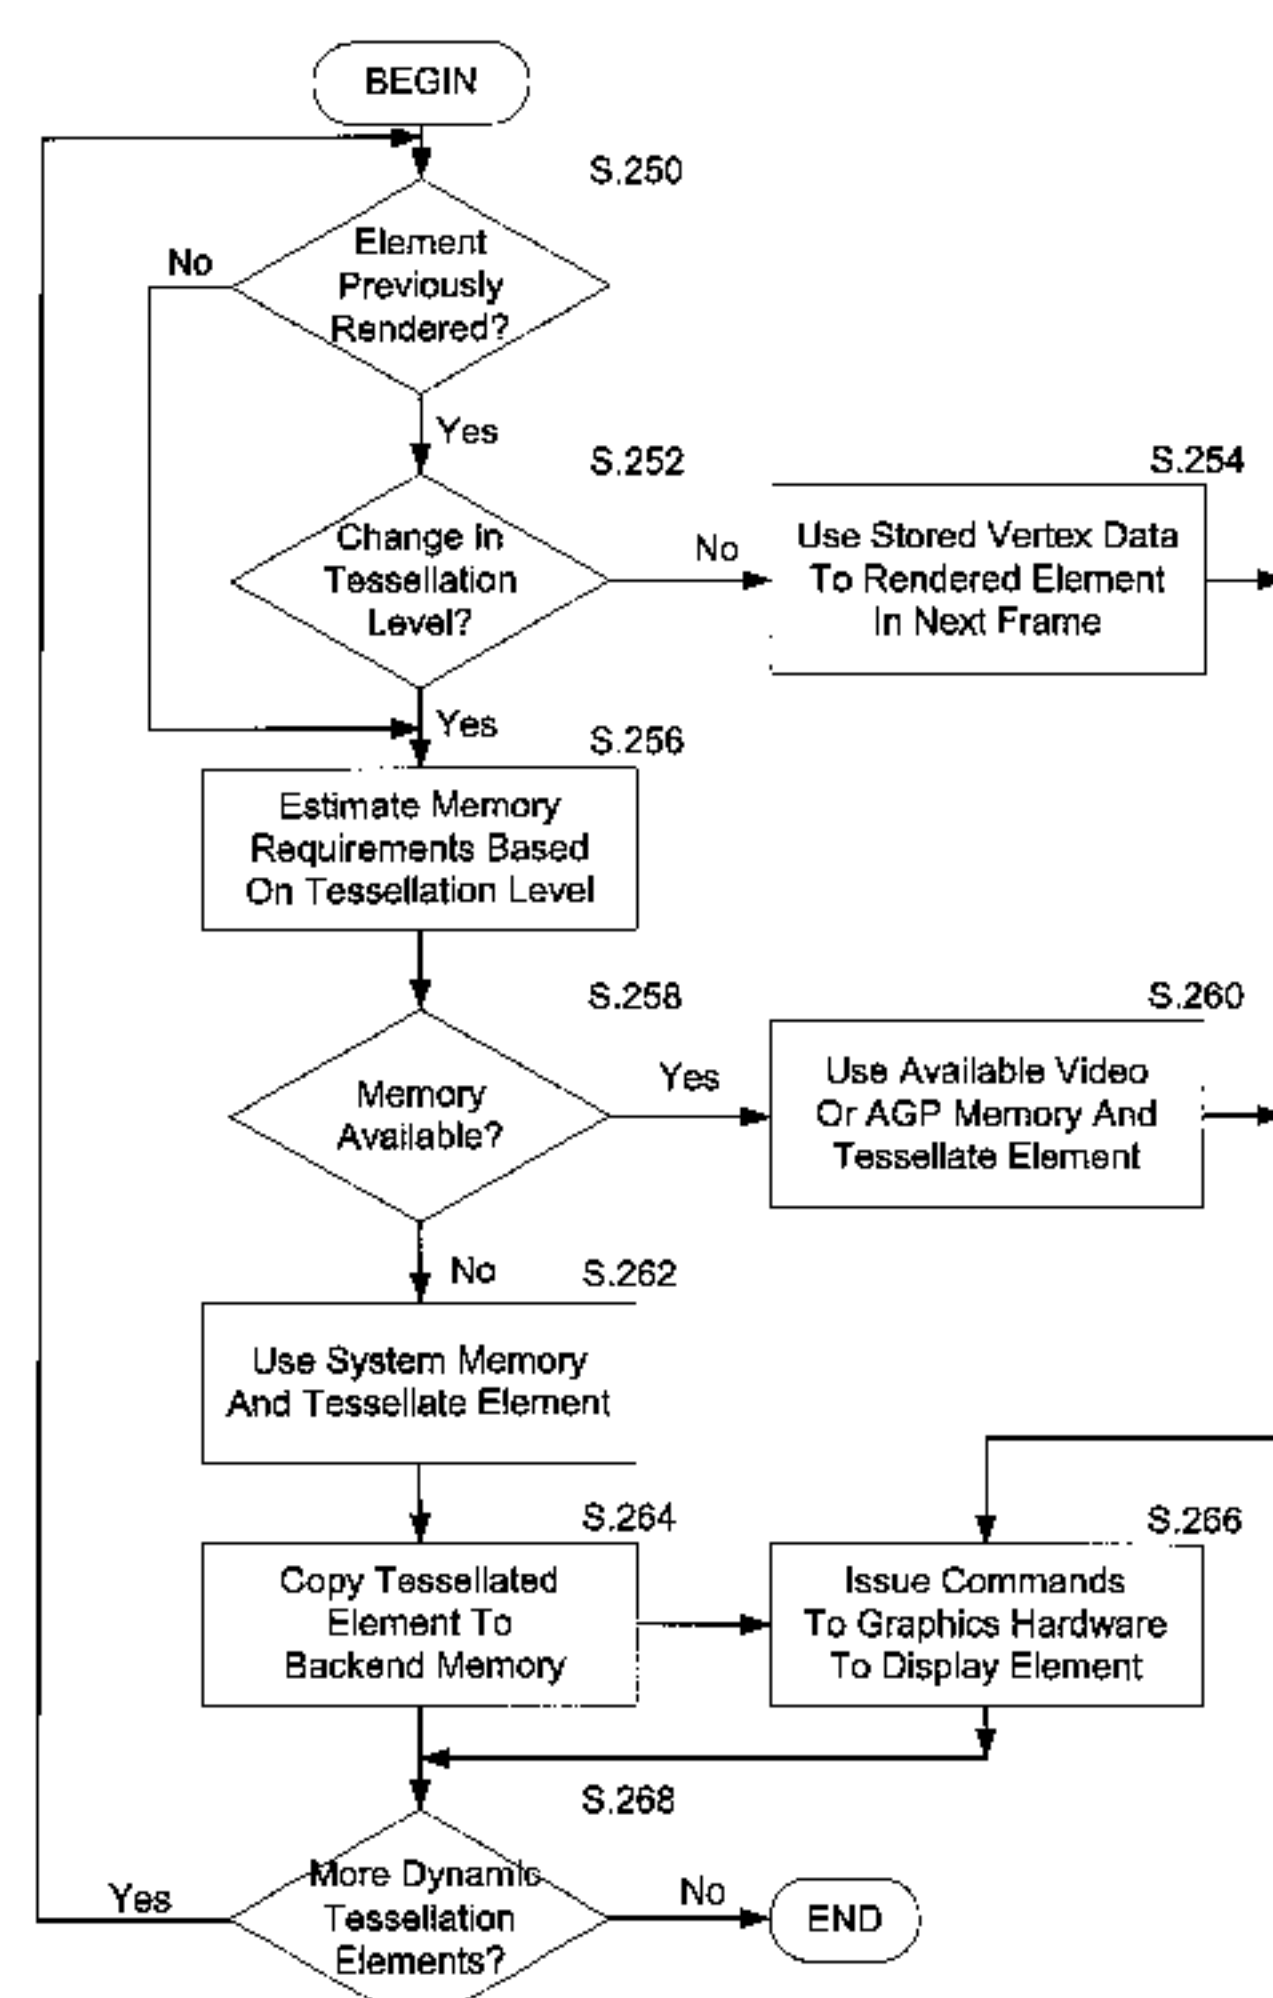 BEGIN
S.250
Element
Previously
Rendered?
No
Yes
S.252
Change In
Tessellation
Level?
No
S.254
Use Stored Vertex Data
To Rendered Element
In Next Frame
Yes
S.256
Estimate Memory
Requirements Based
On Tessellation Level
S.258
Memory
Available?
Yes
S.260
Use Available Video
Or AGP Memory And
Tessellate Element
No
S.262
Use System Memory
And Tessellate Element
S.264
Copy Tessellated
Element To
Backend Memory
S.266
Issue Commands
To Graphics Hardware
To Display Element
S.268
More Dynamic
Tessellation
Elements?
Yes
No
END